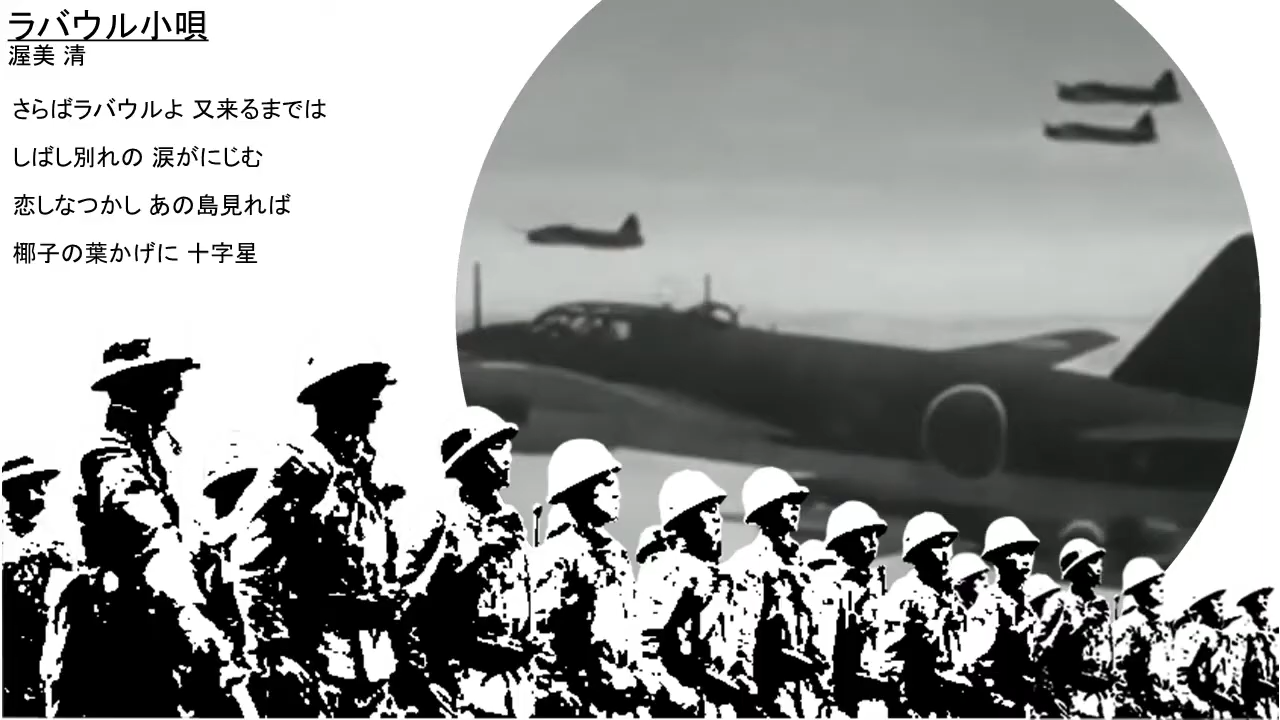 ラバウル小唄
渥美 清
さらばラバウルよ 又来るまでは
しばし別れの 涙がにじむ
恋しなつかし あの島見れば
椰子の葉かげに 十字星